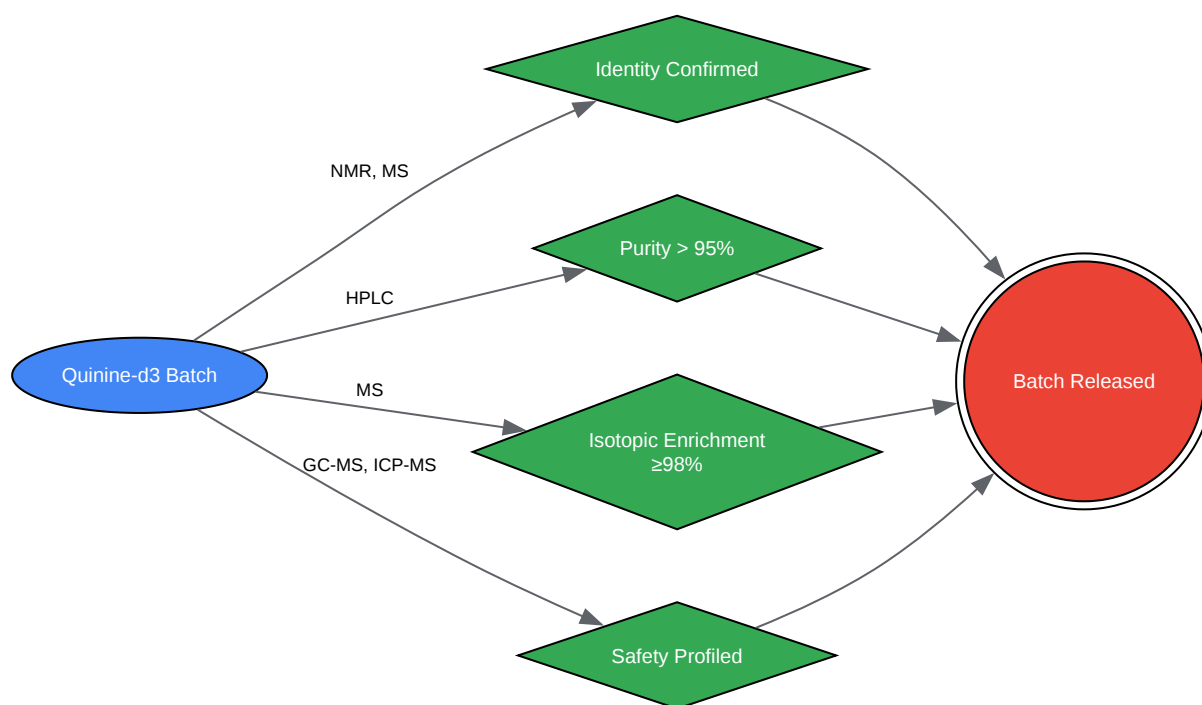 Identity Confirmed
NMR, MS
Purity > 95%
HPLC
Quinine-d3 Batch
MS
Isotopic Enrichment
≥98%
GC-MS, ICP-MS
Safety Profiled
Batch Released